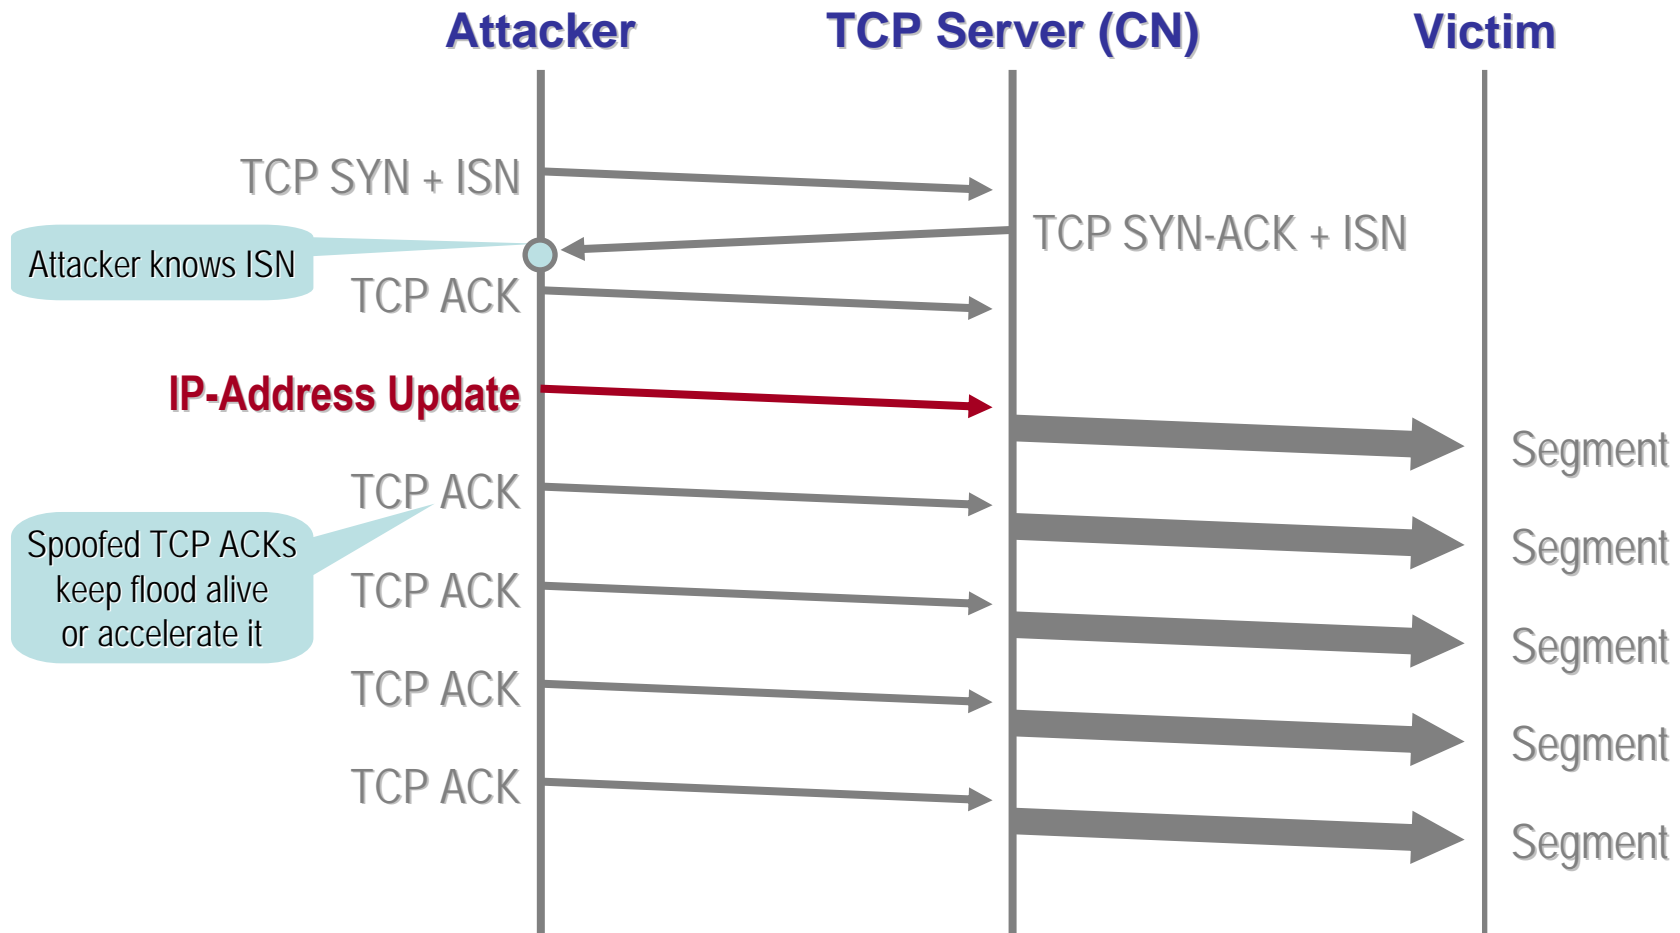 Attacker
TCP Server (CN)
Victim
TCP SYN + ISN
TCP SYN-ACK + ISN
Attacker knows ISN
TCP ACK
IP-Address Update
Segment
TCP ACK
Spoofed TCP ACKs
keep flood alive
or accelerate it
Segment
TCP ACK
Segment
TCP ACK
Segment
TCP ACK
Segment